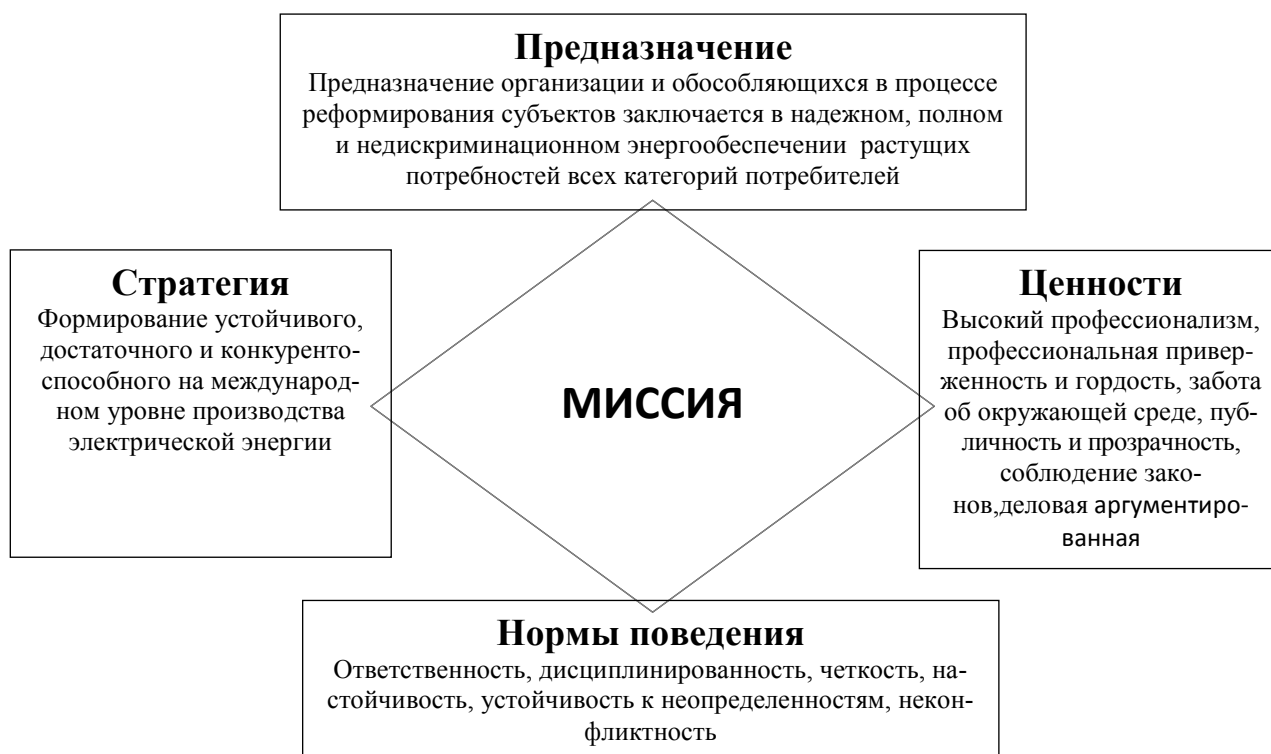 Предназначение
Предназначение организации и обособляющихся в процессе
реформирования субъектов заключается в надежном, полном
и недискриминационном энергообеспечении  растущих
потребностей всех категорий потребителей
Стратегия
Формирование устойчивого,
достаточного и конкуренто-
способного на международ-
ном уровне производства
электрической энергии
МИССИЯ
Ценности
Высокий профессионализм,
профессиональная привер-
женность и гордость, забота
об окружающей среде, пуб-
личность и прозрачность,
соблюдение зако-
нов,деловая аргументиро-
ванная
Нормы поведения
Ответственность, дисциплинированность, четкость, на-
стойчивость, устойчивость к неопределенностям, некон-
фликтность